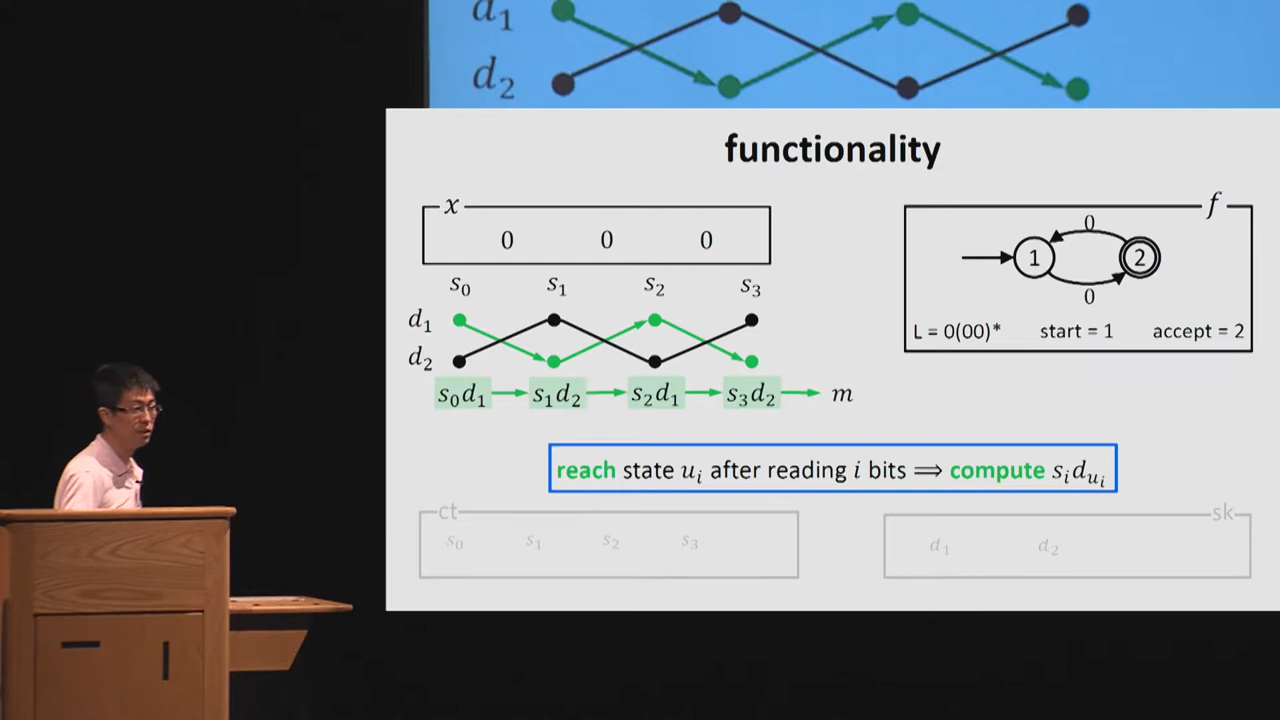 d₁
d₂
functionality
x
0 0 0
s₀ s₁ s₂ s₃
d₁
d₂
s₀d₁ s₁d₂ s₂d₁ s₃d₂ m
f
0
1 2
0
L = 0(00)* start = 1 accept = 2
reach state uᵢ after reading i bits ⟹ compute sᵢd_{uᵢ}
ct
s₀ s₁ s₂ s₃
sk
d₁ d₂